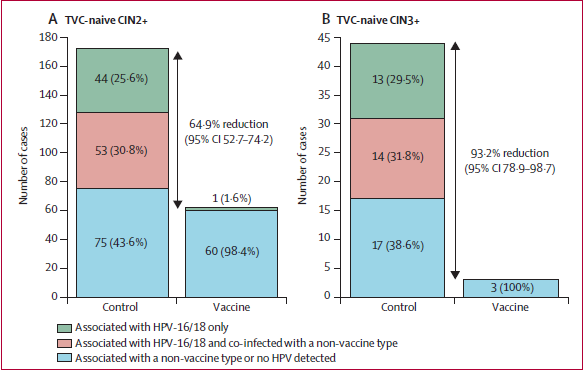 A TVC-naive CIN2+
180
160
140
120
100
80
60
40
20
0
Number of cases
44 (25·6%)
53 (30·8%)
75 (43·6%)
64·9% reduction
(95% CI 52·7–74·2)
1 (1·6%)
60 (98·4%)
Control
Vaccine
B TVC-naive CIN3+
45
40
35
30
25
20
15
10
5
0
Number of cases
13 (29·5%)
14 (31·8%)
17 (38·6%)
93·2% reduction
(95% CI 78·9–98·7)
3 (100%)
Control
Vaccine
Associated with HPV-16/18 only
Associated with HPV-16/18 and co-infected with a non-vaccine type
Associated with a non-vaccine type or no HPV detected